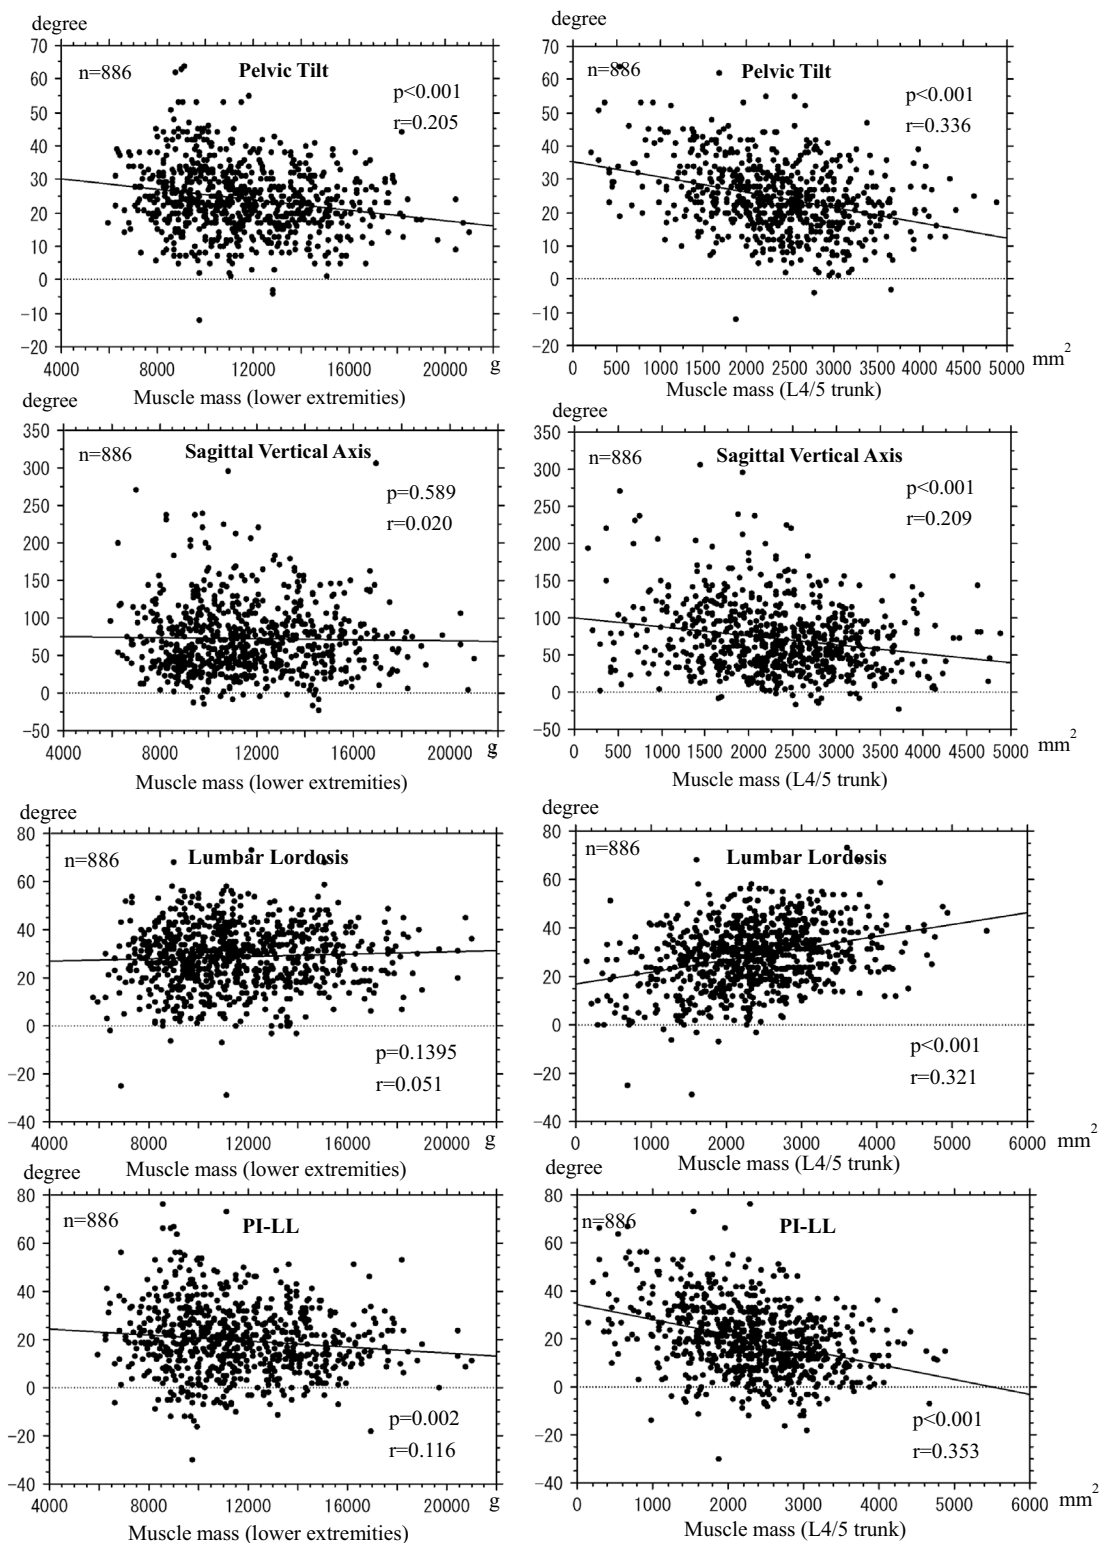 degree
70
60
50
40
30
20
10
0
−10
−20
n=886
Pelvic Tilt
p<0.001
r=0.205
4000 8000 12000 16000 20000 g
Muscle mass (lower extremities)
degree
70
60
50
40
30
20
10
0
−10
−20
n=886
Pelvic Tilt
p<0.001
r=0.336
0 500 1000 1500 2000 2500 3000 3500 4000 4500 5000 mm²
Muscle mass (L4/5 trunk)
degree
350
300
250
200
150
100
50
0
−50
n=886
Sagittal Vertical Axis
p=0.589
r=0.020
4000 8000 12000 16000 20000 g
Muscle mass (lower extremities)
degree
350
300
250
200
150
100
50
0
−50
n=886
Sagittal Vertical Axis
p<0.001
r=0.209
0 500 1000 1500 2000 2500 3000 3500 4000 4500 5000 mm²
Muscle mass (L4/5 trunk)
degree
80
60
40
20
0
−20
−40
n=886
Lumbar Lordosis
p=0.1395
r=0.051
4000 8000 12000 16000 20000 g
Muscle mass (lower extremities)
degree
80
60
40
20
0
−20
−40
n=886
Lumbar Lordosis
p<0.001
r=0.321
0 1000 2000 3000 4000 5000 6000 mm²
Muscle mass (L4/5 trunk)
degree
80
60
40
20
0
−20
−40
n=886
PI-LL
p=0.002
r=0.116
4000 8000 12000 16000 20000 g
Muscle mass (lower extremities)
degree
80
60
40
20
0
−20
−40
n=886
PI-LL
p<0.001
r=0.353
0 1000 2000 3000 4000 5000 6000 mm²
Muscle mass (L4/5 trunk)